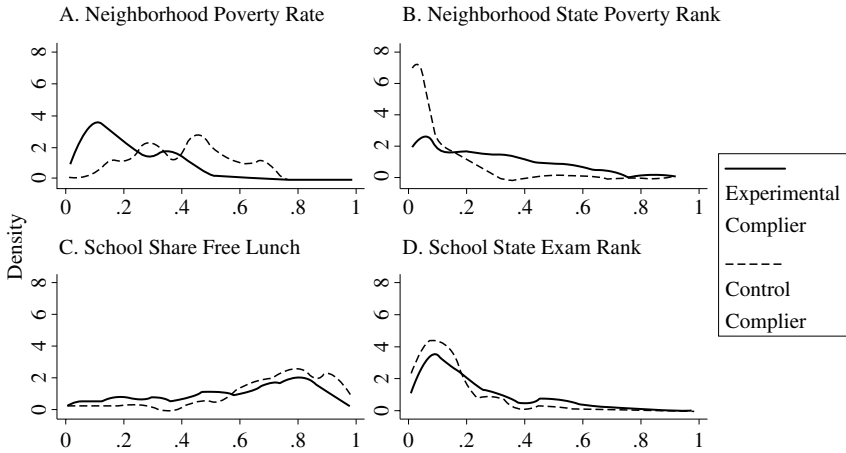 A. Neighborhood Poverty Rate
B. Neighborhood State Poverty Rank
8
6
4
2
0
0 .2 .4 .6 .8 1
8
6
4
2
0
0 .2 .4 .6 .8 1
Density
C. School Share Free Lunch
D. School State Exam Rank
8
6
4
2
0
0 .2 .4 .6 .8 1
8
6
4
2
0
0 .2 .4 .6 .8 1
Experimental
Complier
Control
Complier